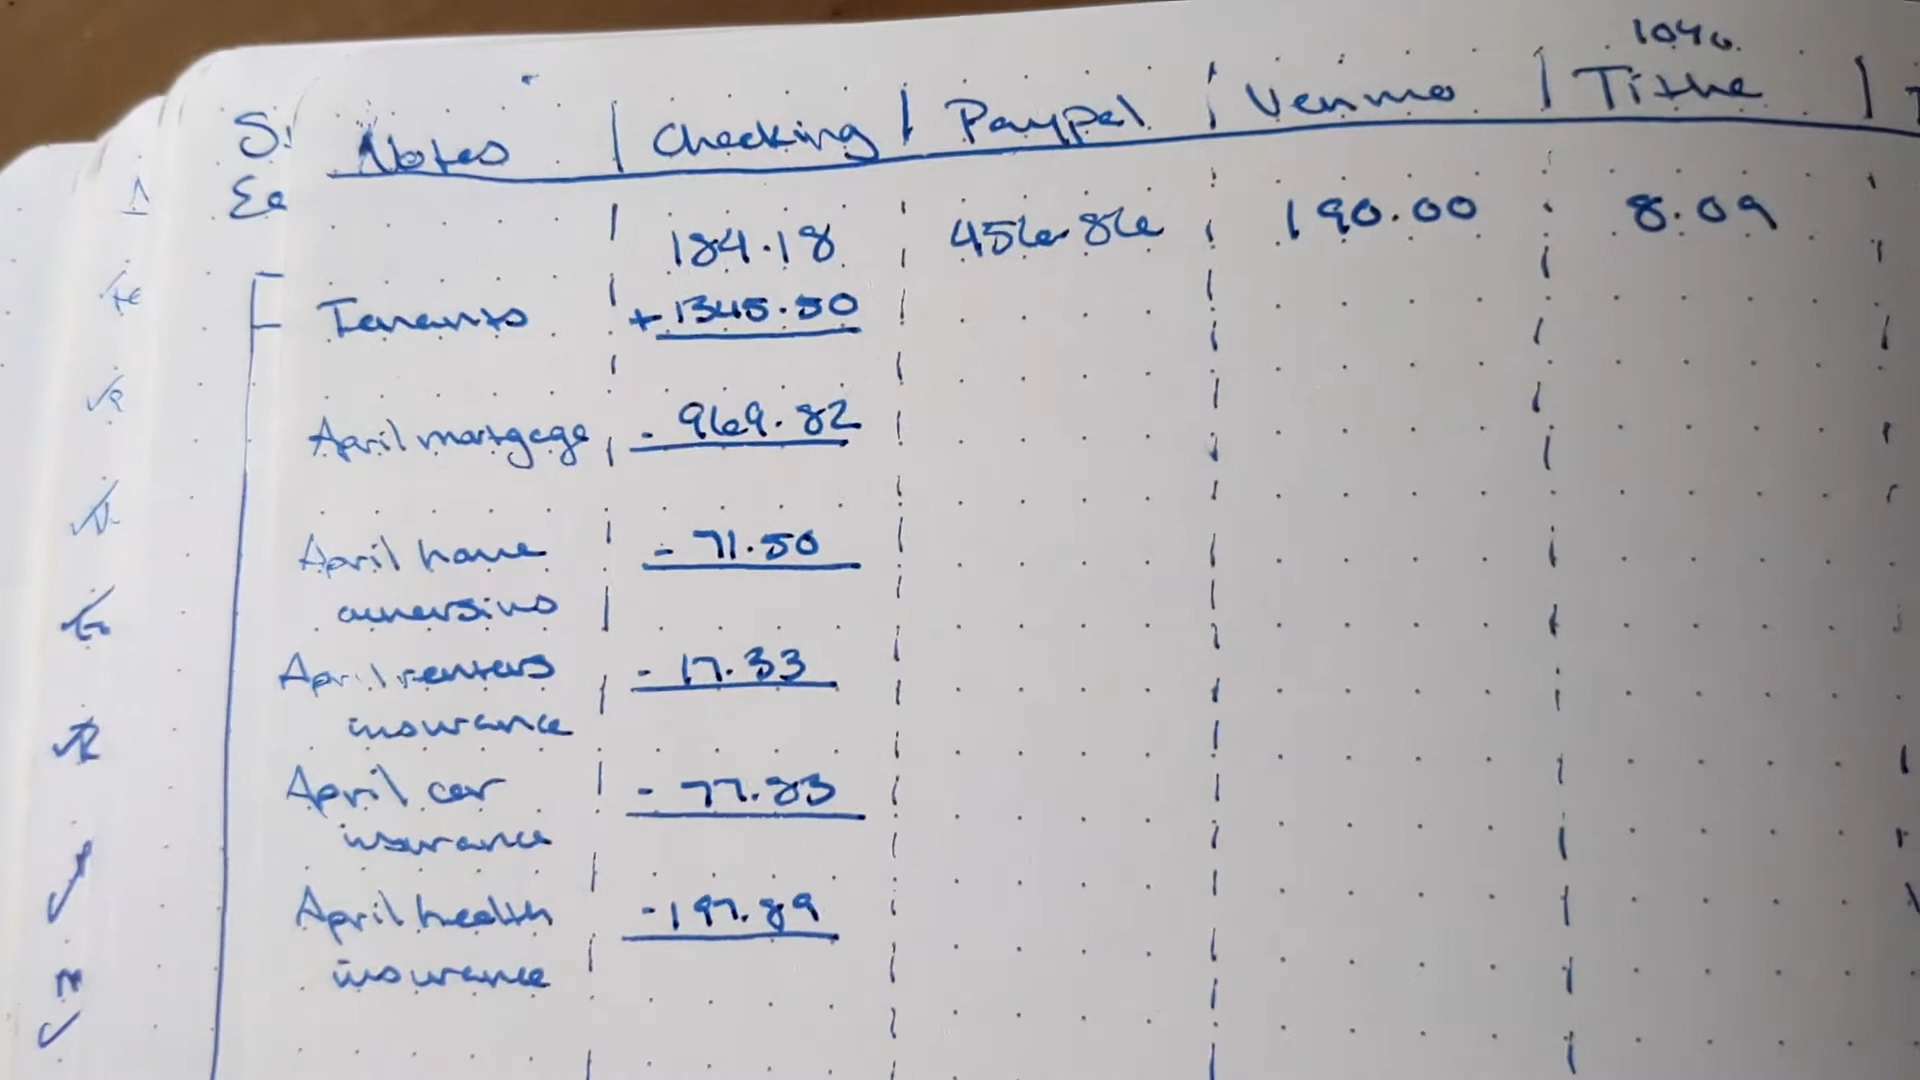 10%
Notes | Checking | Paypal | Venmo | Tithe |
184.18 456.86 190.00 8.09
Tenants +1345.50
April mortgage - 969.82
April home - 71.50
owners ins
April renters - 17.33
insurance
April car - 77.83
insurance
April health - 197.89
insurance